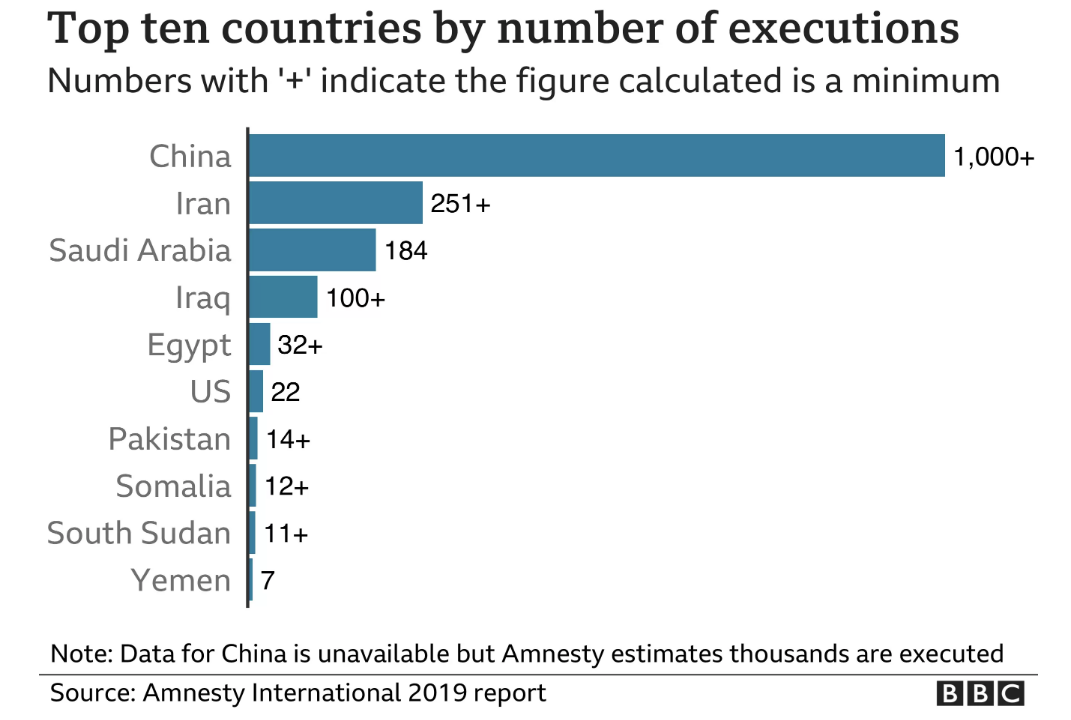 Top ten countries by number of executions
Numbers with '+' indicate the figure calculated is a minimum
China 1,000+
Iran 251+
Saudi Arabia 184
Iraq 100+
Egypt 32+
US 22
Pakistan 14+
Somalia 12+
South Sudan 11+
Yemen 7
Note: Data for China is unavailable but Amnesty estimates thousands are executed
Source: Amnesty International 2019 report BBC